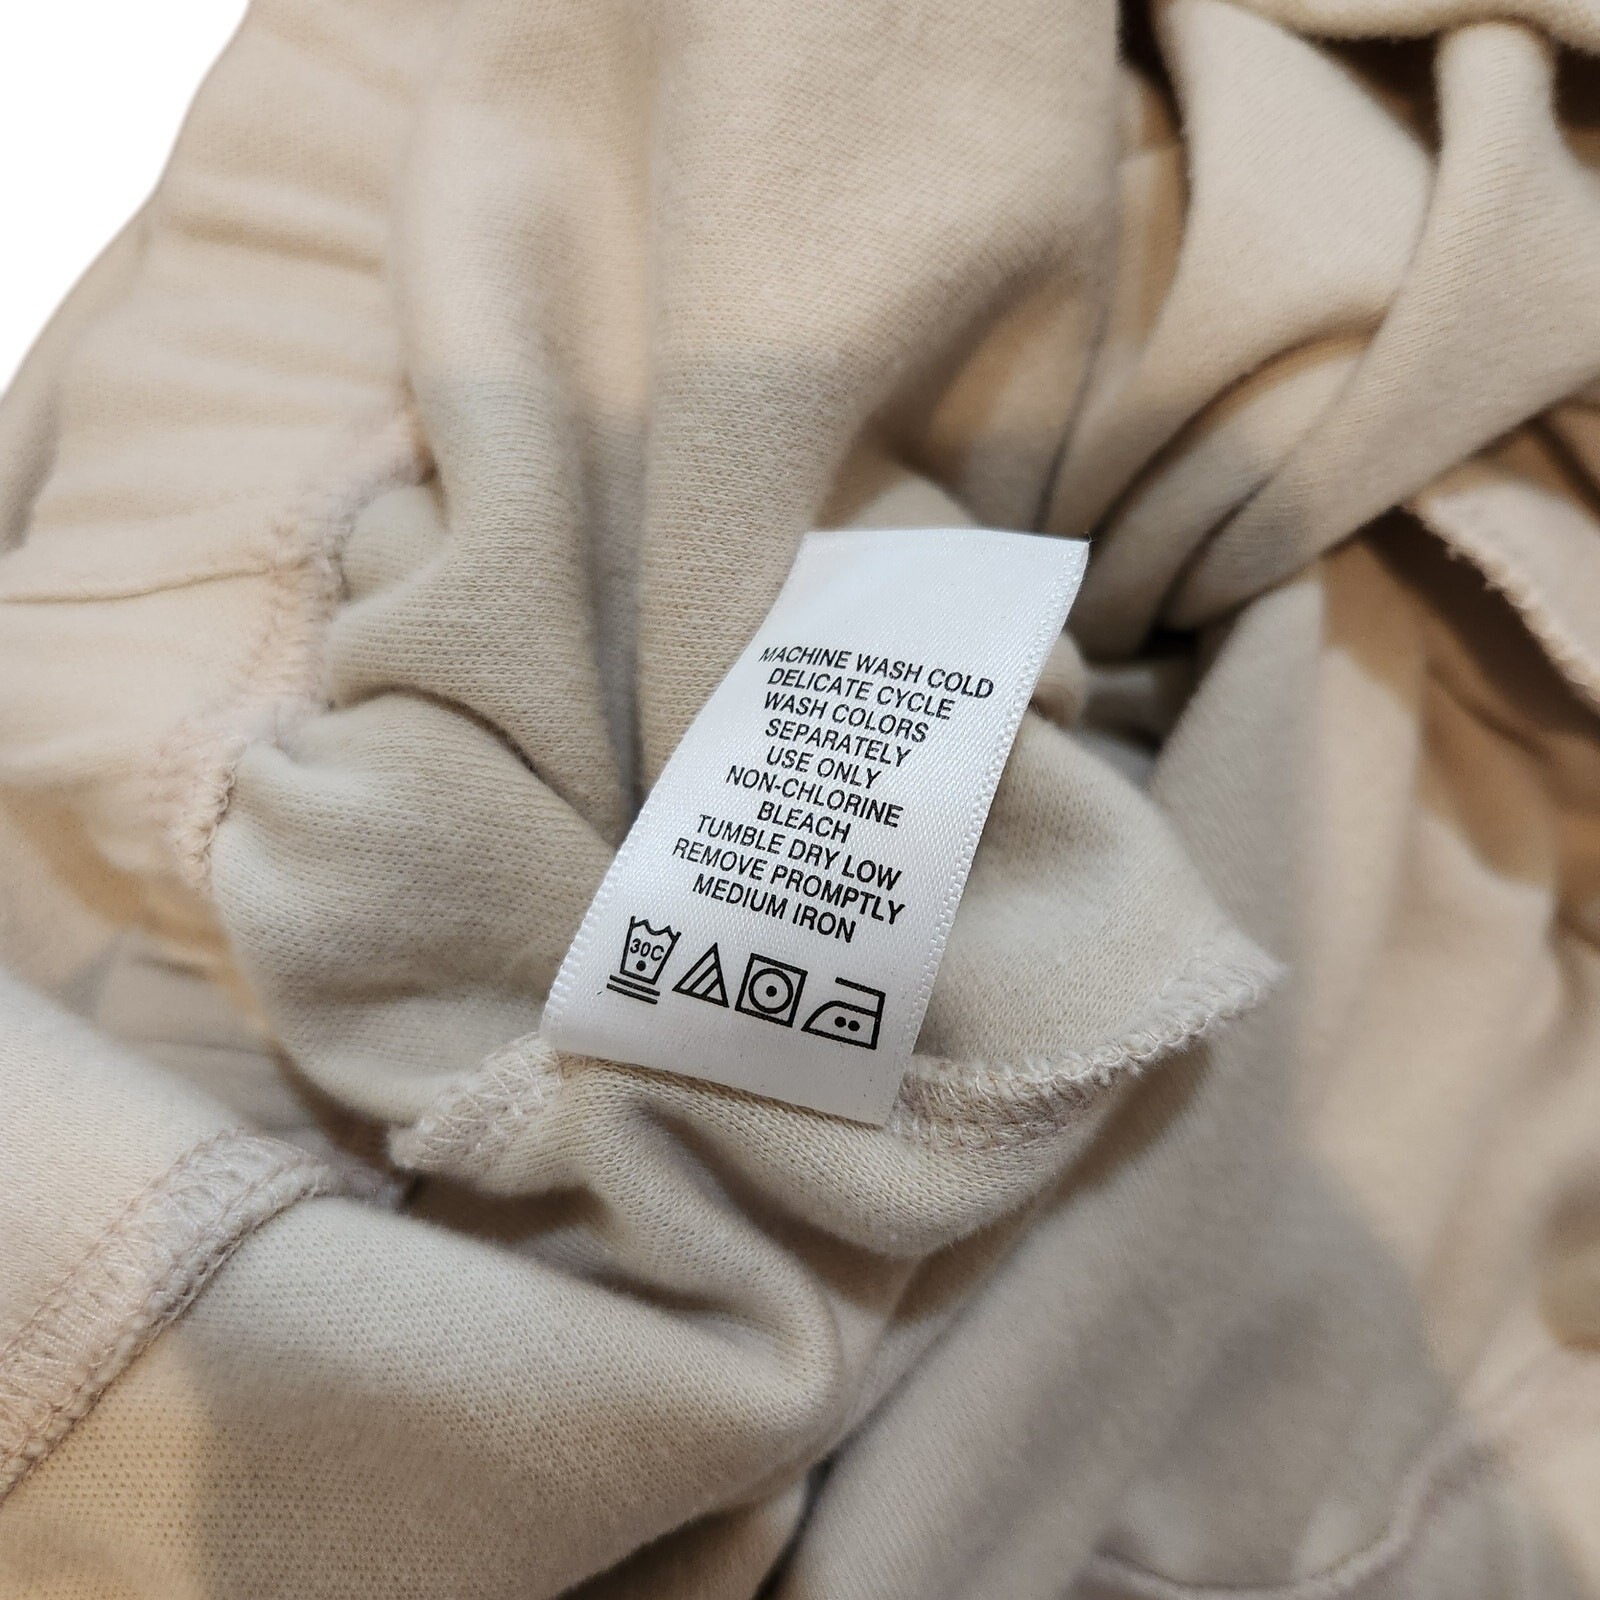 MACHINE WASH COLD
DELICATE CYCLE
WASH COLORS
SEPARATELY
USE ONLY
NON-CHLORINE
BLEACH
TUMBLE DRY LOW
REMOVE PROMPTLY
MEDIUM IRON
30C